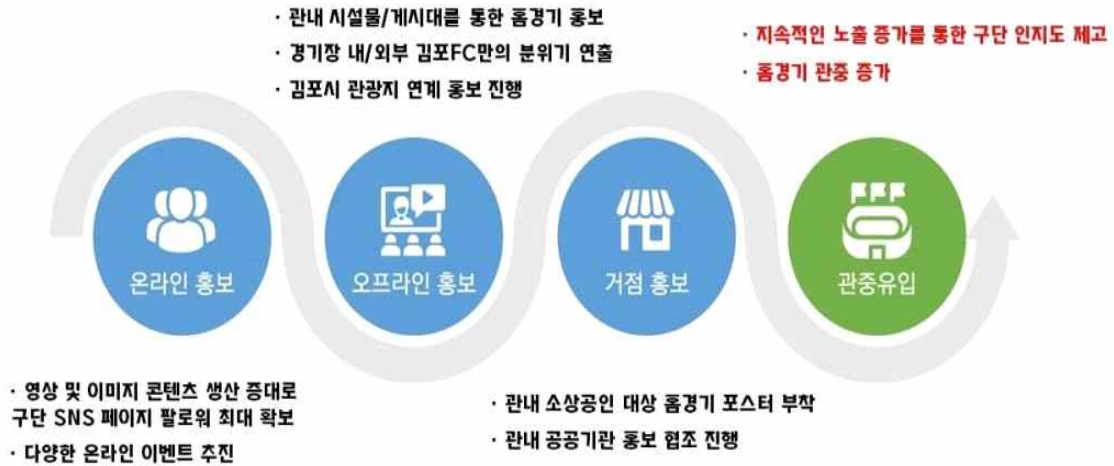 · 관내 시설물/게시대를 통한 홈경기 홍보
· 경기장 내/외부 김포FC만의 분위기 연출
· 김포시 관광지 연계 홍보 진행
· 지속적인 노출 증가를 통한 구단 인지도 제고
· 홈경기 관중 증가
온라인 홍보
오프라인 홍보
거점 홍보
관중유입
· 영상 및 이미지 콘텐츠 생산 증대로
구단 SNS 페이지 팔로워 최대 확보
· 다양한 온라인 이벤트 추진
· 관내 소상공인 대상 홈경기 포스터 부착
· 관내 공공기관 홍보 협조 진행